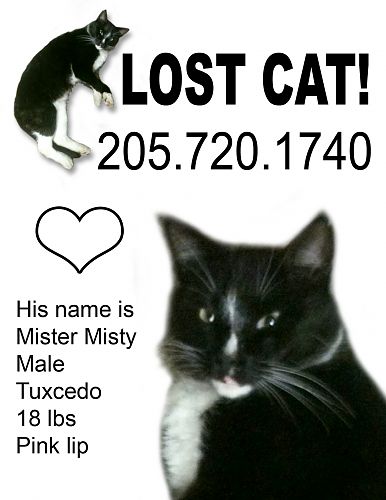 LOST CAT!
205.720.1740
His name is
Mister Misty
Male
Tuxcedo
18 lbs
Pink lip